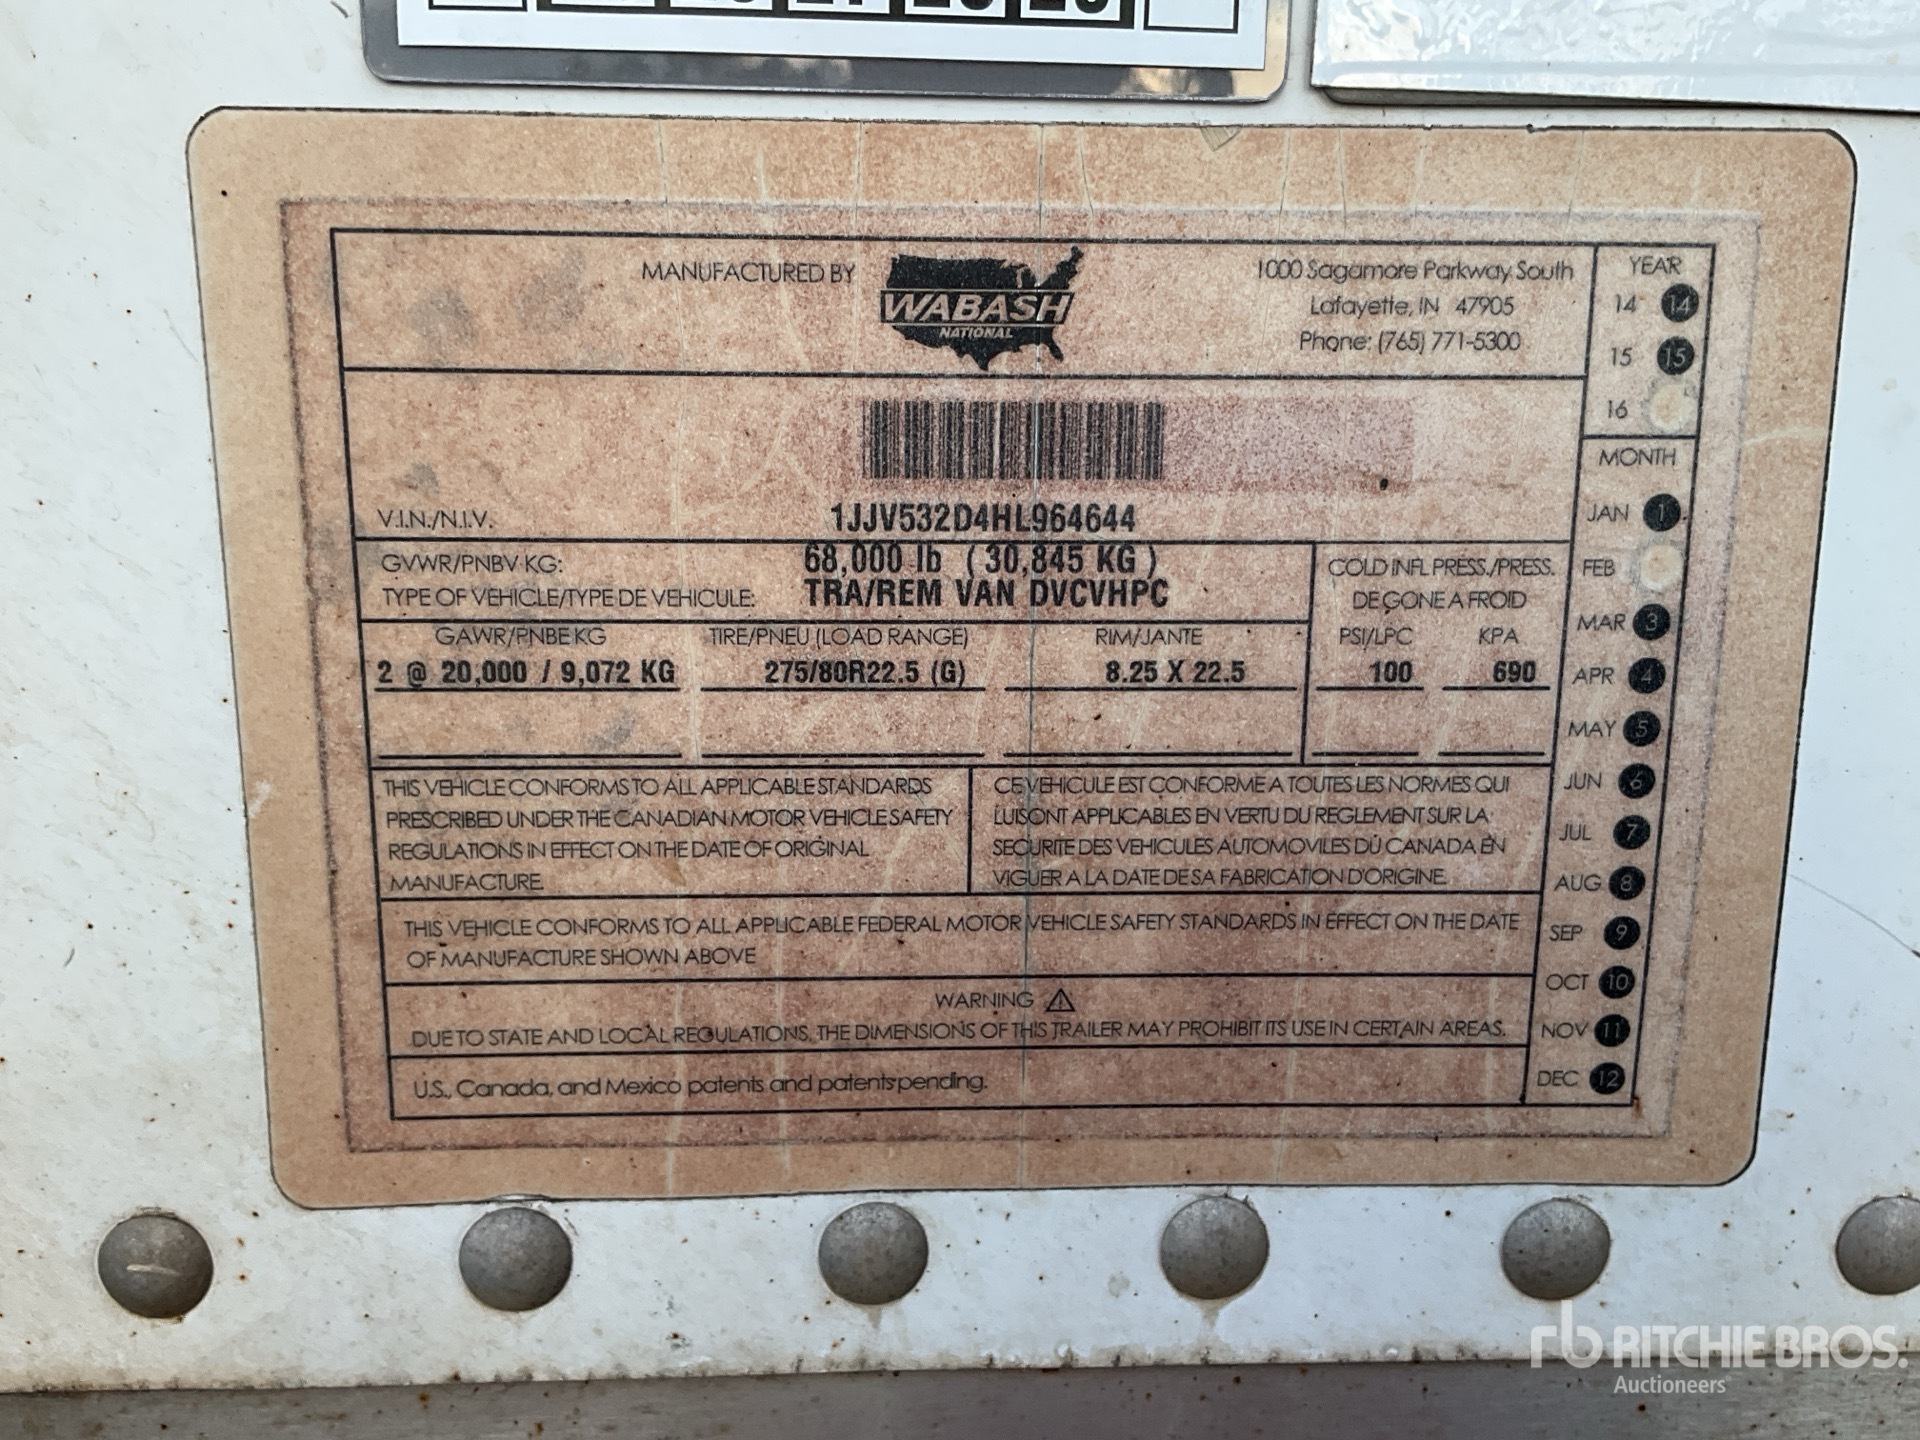 MANUFACTURED BY
WABASH
NATIONAL
1000 Sagamore Parkway South
Lafayette, IN 47905
Phone: (765) 771-5300
YEAR
14 14
15 15
16
MONTH
JAN 1
FEB
MAR 3
APR 4
MAY 5
JUN 6
JUL 7
AUG 8
SEP 9
OCT 10
NOV 11
DEC 12
V.I.N./N.I.V. 1JJV532D4HL964644
GVWR/PNBV KG: 68,000 lb ( 30,845 KG )
TYPE OF VEHICLE/TYPE DE VEHICULE: TRA/REM VAN DVCVHPC
COLD INFL PRESS./PRESS.
DE GONE A FROID
GAWR/PNBE KG TIRE/PNEU (LOAD RANGE) RIM/JANTE PSI/LPC KPA
2 @ 20,000 / 9,072 KG 275/80R22.5 (G) 8.25 X 22.5 100 690
THIS VEHICLE CONFORMS TO ALL APPLICABLE STANDARDS
PRESCRIBED UNDER THE CANADIAN MOTOR VEHICLE SAFETY
REGULATIONS IN EFFECT ON THE DATE OF ORIGINAL
MANUFACTURE.
CE VEHICULE EST CONFORME A TOUTES LES NORMES QUI
LUISONT APPLICABLES EN VERTU DU REGLEMENT SUR LA
SECURITE DES VEHICULES AUTOMOVILES DU CANADA EN
VIGUER A LA DATE DE SA FABRICATION D'ORIGINE.
THIS VEHICLE CONFORMS TO ALL APPLICABLE FEDERAL MOTOR VEHICLE SAFETY STANDARDS IN EFFECT ON THE DATE
OF MANUFACTURE SHOWN ABOVE
WARNING
DUE TO STATE AND LOCAL REGULATIONS, THE DIMENSIONS OF THIS TRAILER MAY PROHIBIT ITS USE IN CERTAIN AREAS.
U.S., Canada, and Mexico patents and patents pending.
rb RITCHIE BROS.
Auctioneers